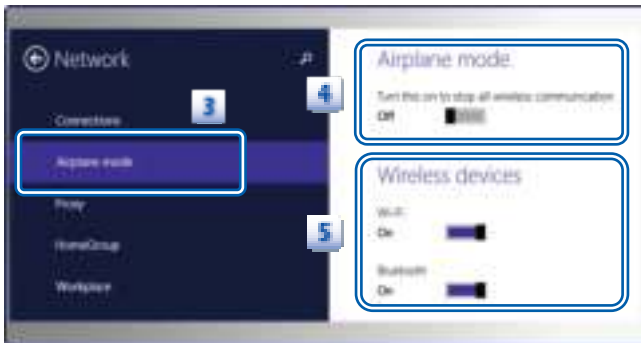 Network
3
Connections
Airplane mode
Proxy
HomeGroup
Workplace
4
Airplane mode
Turn this on to stop all wireless communication
Off
5
Wireless devices
Wi-Fi
On
Bluetooth
On